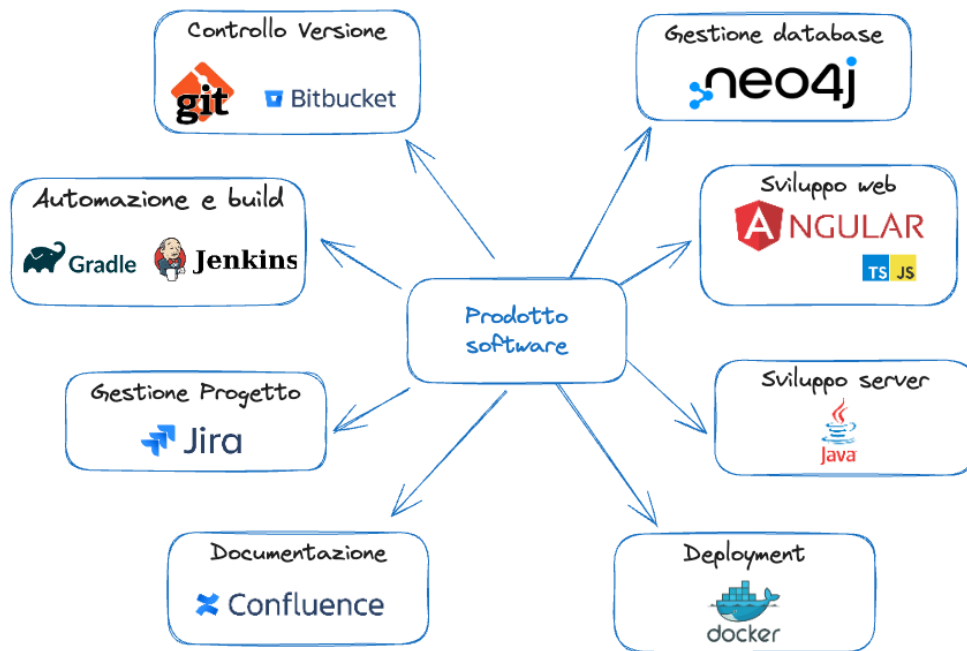 Controllo Versione
git
Bitbucket
Gestione database
neo4j
Automazione e build
Gradle
Jenkins
Sviluppo web
ANGULAR
TS JS
Prodotto
software
Gestione Progetto
Jira
Sviluppo server
Java
Documentazione
Confluence
Deployment
docker